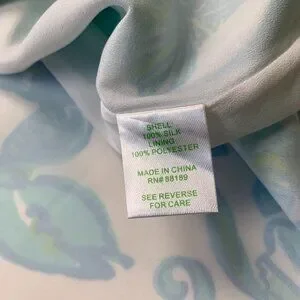 SHELL
100% SILK
LINING
100% POLYESTER
MADE IN CHINA
RN# 88189
SEE REVERSE
FOR CARE